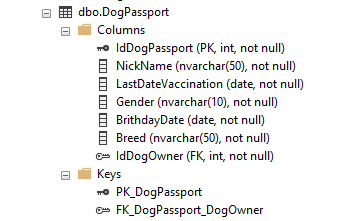 dbo.DogPassport
Columns
IdDogPassport (PK, int, not null)
NickName (nvarchar(50), not null)
LastDateVaccination (date, not null)
Gender (nvarchar(10), not null)
BrithdayDate (date, not null)
Breed (nvarchar(50), not null)
IdDogOwner (FK, int, not null)
Keys
PK_DogPassport
FK_DogPassport_DogOwner